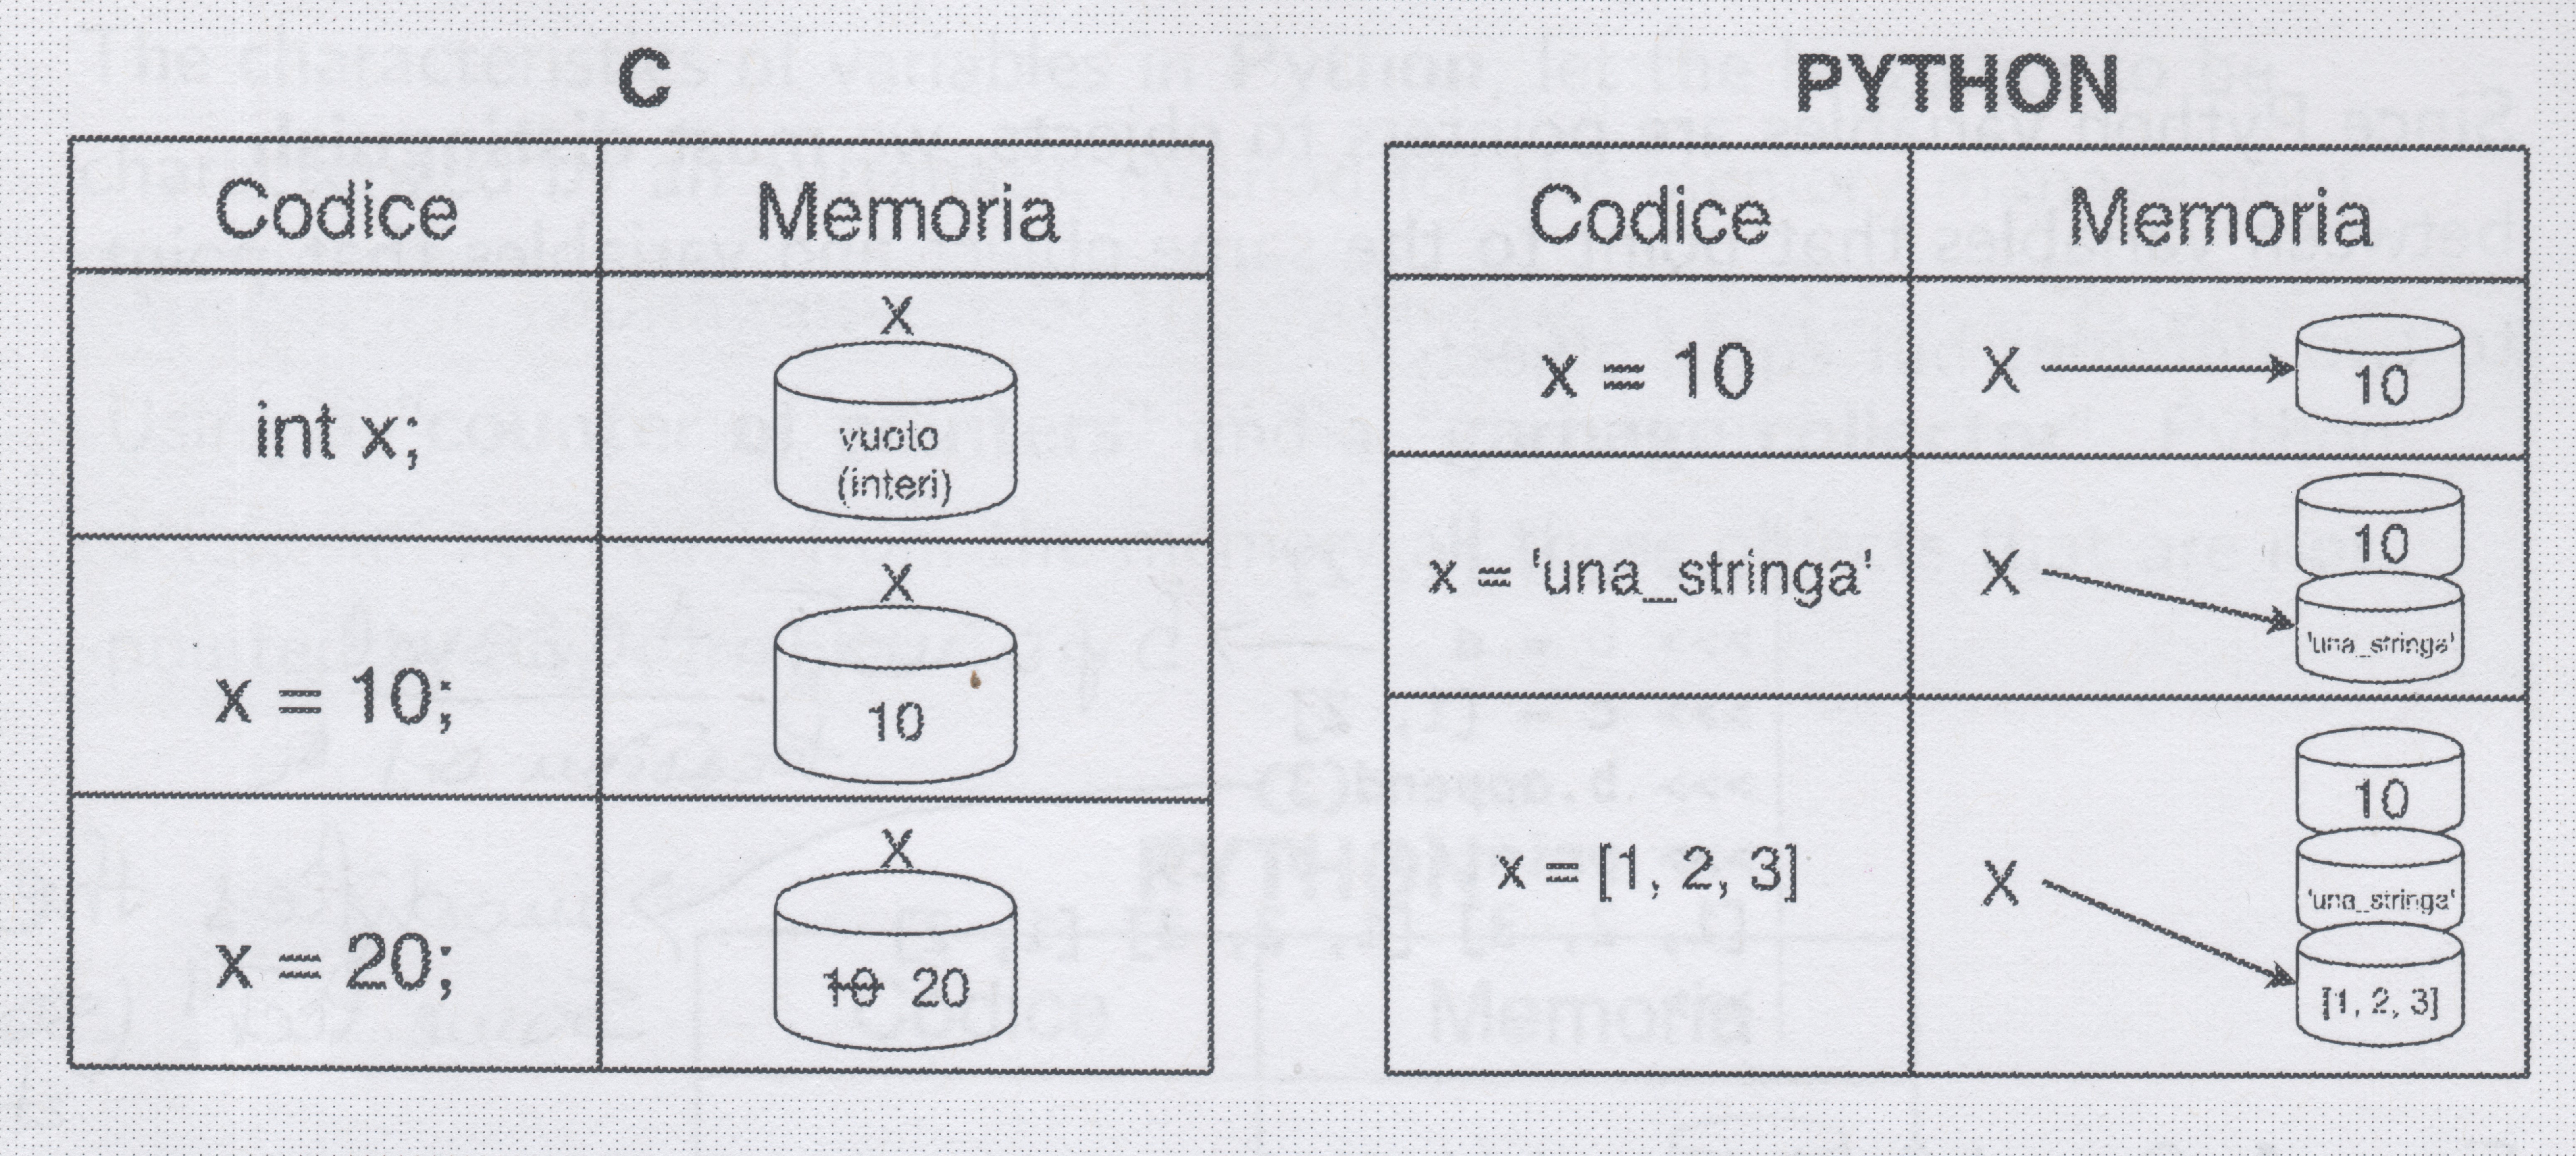 C
Codice Memoria
int x;
X
vuoto
(interi)
x = 10;
X
10
x = 20;
X
10 20
PYTHON
Codice Memoria
x = 10
X
10
x = 'una_stringa'
X
10
'una_stringa'
x = [1, 2, 3]
X
10
'una_stringa'
[1, 2, 3]